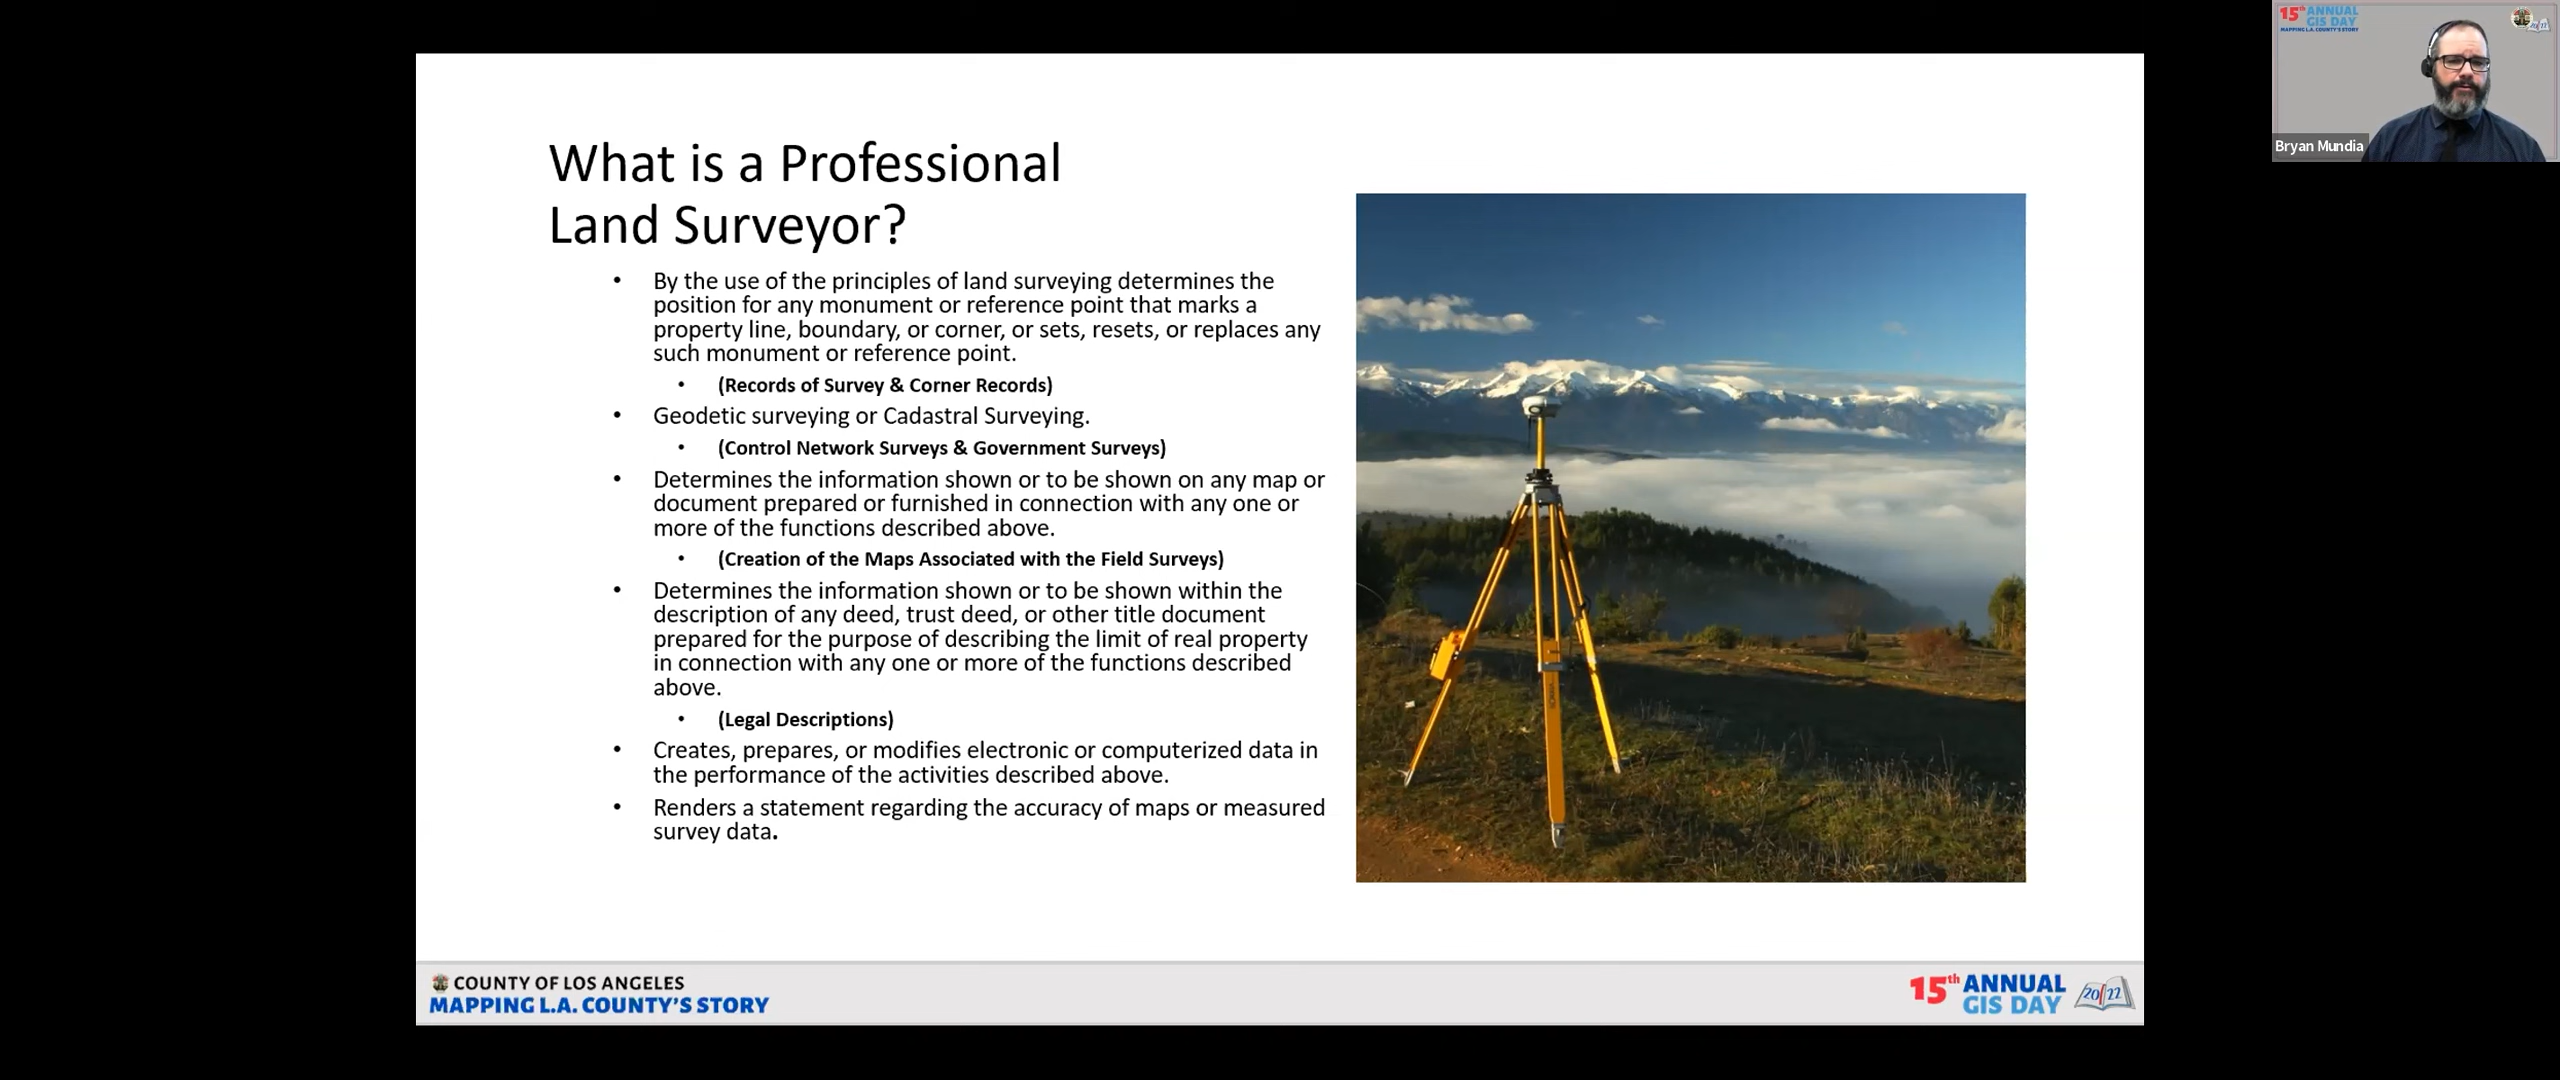 What is a Professional
Land Surveyor?
• By the use of the principles of land surveying determines the
position for any monument or reference point that marks a
property line, boundary, or corner, or sets, resets, or replaces any
such monument or reference point.
• (Records of Survey & Corner Records)
• Geodetic surveying or Cadastral Surveying.
• (Control Network Surveys & Government Surveys)
• Determines the information shown or to be shown on any map or
document prepared or furnished in connection with any one or
more of the functions described above.
• (Creation of the Maps Associated with the Field Surveys)
• Determines the information shown or to be shown within the
description of any deed, trust deed, or other title document
prepared for the purpose of describing the limit of real property
in connection with any one or more of the functions described
above.
• (Legal Descriptions)
• Creates, prepares, or modifies electronic or computerized data in
the performance of the activities described above.
• Renders a statement regarding the accuracy of maps or measured
survey data.
COUNTY OF LOS ANGELES
MAPPING L.A. COUNTY'S STORY
15th ANNUAL
GIS DAY
20/22
15th ANNUAL
GIS DAY
MAPPING L.A. COUNTY'S STORY
Bryan Mundia